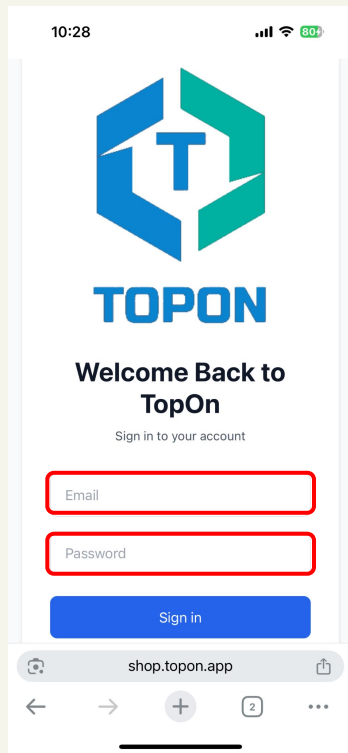 10:28
80
T
TOPON
Welcome Back to
TopOn
Sign in to your account
Email
Password
Sign in
shop.topon.app
2